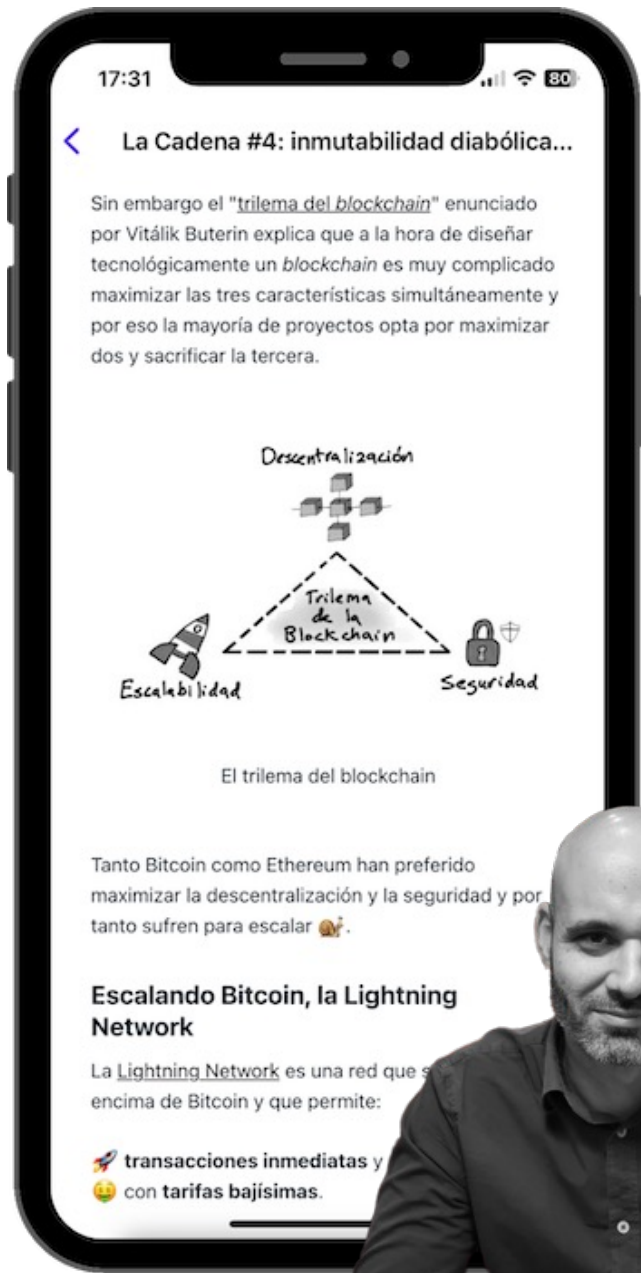 17:31
80
La Cadena #4: inmutabilidad diabólica...
Sin embargo el "trilema del blockchain" enunciado
por Vitálik Buterin explica que a la hora de diseñar
tecnológicamente un blockchain es muy complicado
maximizar las tres características simultáneamente y
por eso la mayoría de proyectos opta por maximizar
dos y sacrificar la tercera.
Descentralización
Trilema
de la
Blockchain
Escalabilidad
Seguridad
El trilema del blockchain
Tanto Bitcoin como Ethereum han preferido
maximizar la descentralización y la seguridad y por
tanto sufren para escalar 🐌.
Escalando Bitcoin, la Lightning
Network
La Lightning Network es una red que
encima de Bitcoin y que permite:
🚀 transacciones inmediatas y
🤑 con tarifas bajísimas.